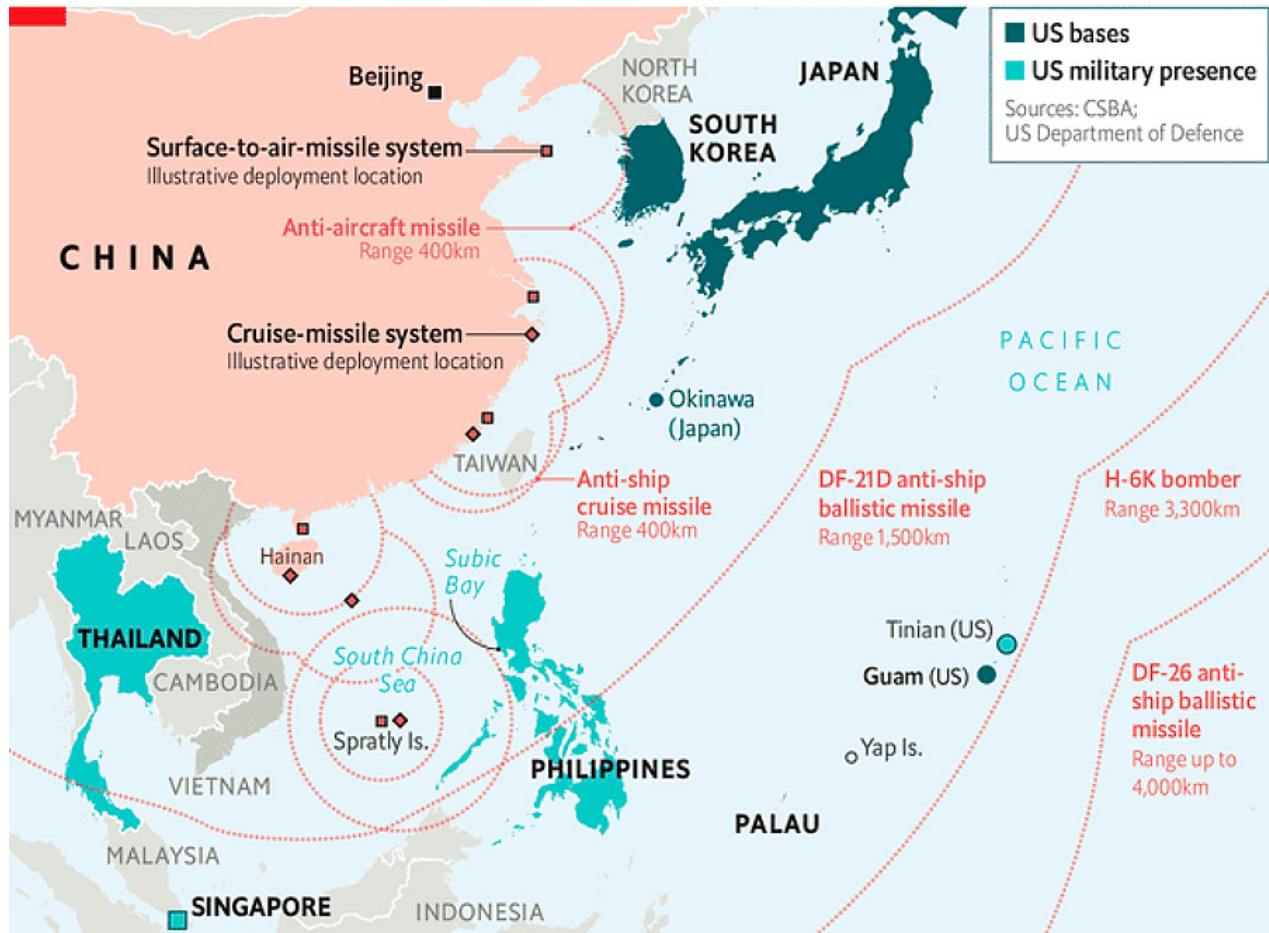 US bases
US military presence
Sources: CSBA;
US Department of Defence
Beijing
NORTH
KOREA
JAPAN
SOUTH
KOREA
Surface-to-air-missile system
Illustrative deployment location
Anti-aircraft missile
Range 400km
CHINA
Cruise-missile system
Illustrative deployment location
PACIFIC
OCEAN
Okinawa
(Japan)
TAIWAN
Anti-ship
cruise missile
Range 400km
DF-21D anti-ship
ballistic missile
Range 1,500km
H-6K bomber
Range 3,300km
MYANMAR
LAOS
Hainan
Subic
Bay
THAILAND
South China
Sea
CAMBODIA
Spratly Is.
VIETNAM
PHILIPPINES
Tinian (US)
Guam (US)
DF-26 anti-
ship ballistic
missile
Range up to
4,000km
Yap Is.
PALAU
MALAYSIA
SINGAPORE
INDONESIA